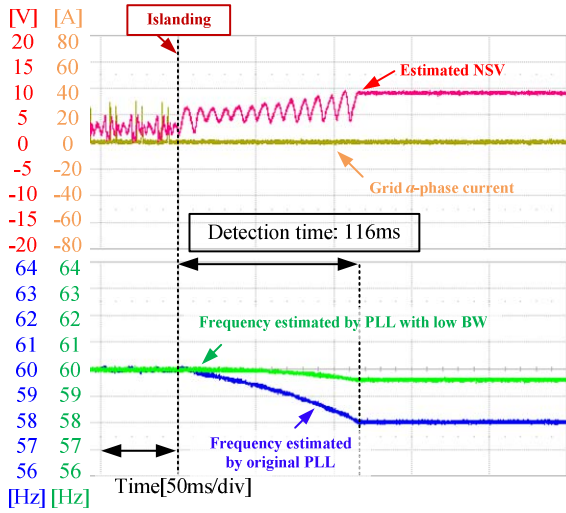 [V] [A]
Islanding
20 80
15 60
10 40
5 20
0 0
-5 -20
-10 -40
-15 -60
-20 -80
Estimated NSV
Grid a-phase current
Detection time: 116ms
64 64
63 63
62 62
61 61
60 60
59 59
58 58
57 57
56 56
[Hz] [Hz]
Frequency estimated by PLL with low BW
Frequency estimated
by original PLL
Time[50ms/div]